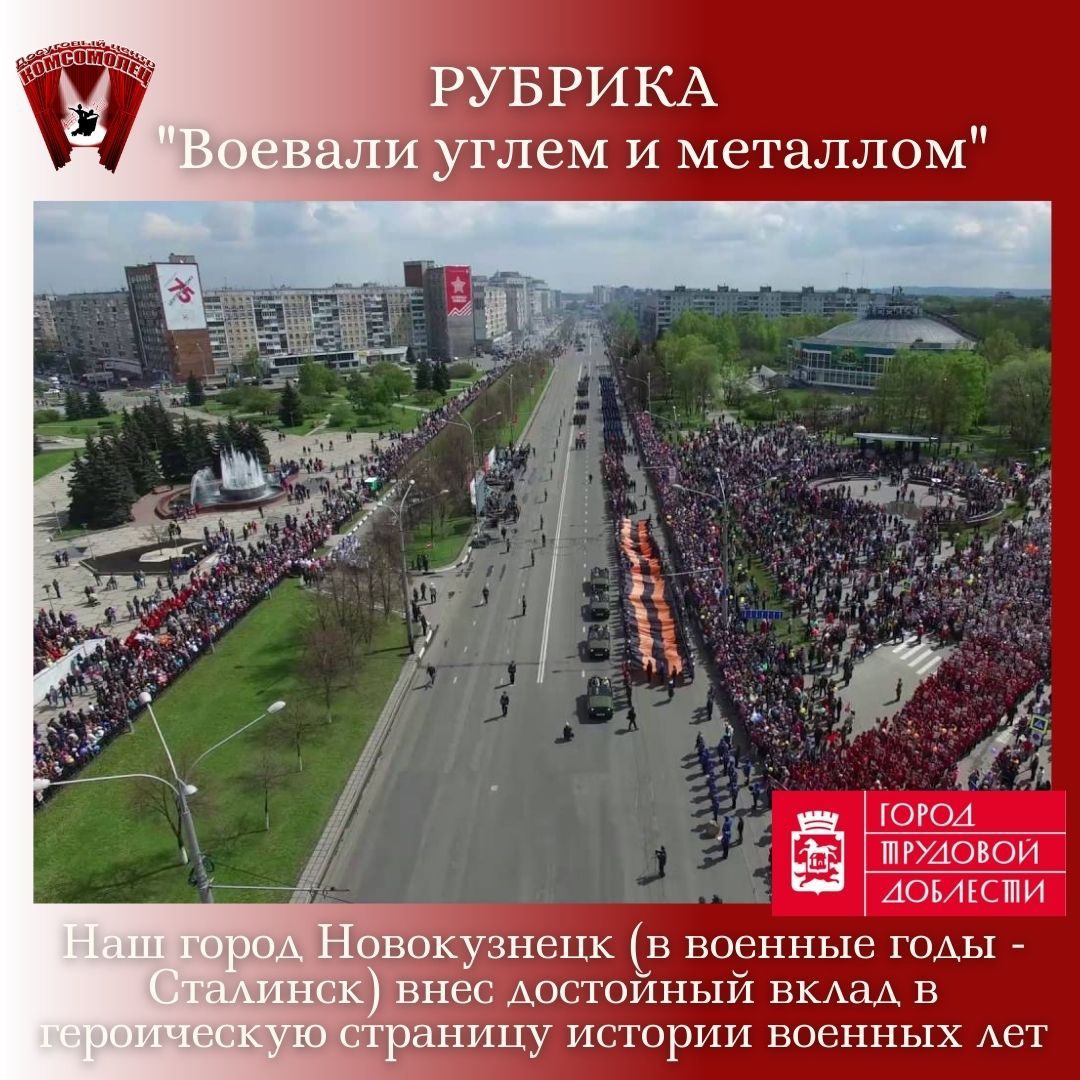 ДОСУГОВЫЙ ЦЕНТР
КОМСОМОЛЕЦ
РУБРИКА
"Воевали углем и металлом"
75
ГОРОД
ТРУДОВОЙ
ДОБЛЕСТИ
Наш город Новокузнецк (в военные годы -
Сталинск) внес достойный вклад в
героическую страницу истории военных лет